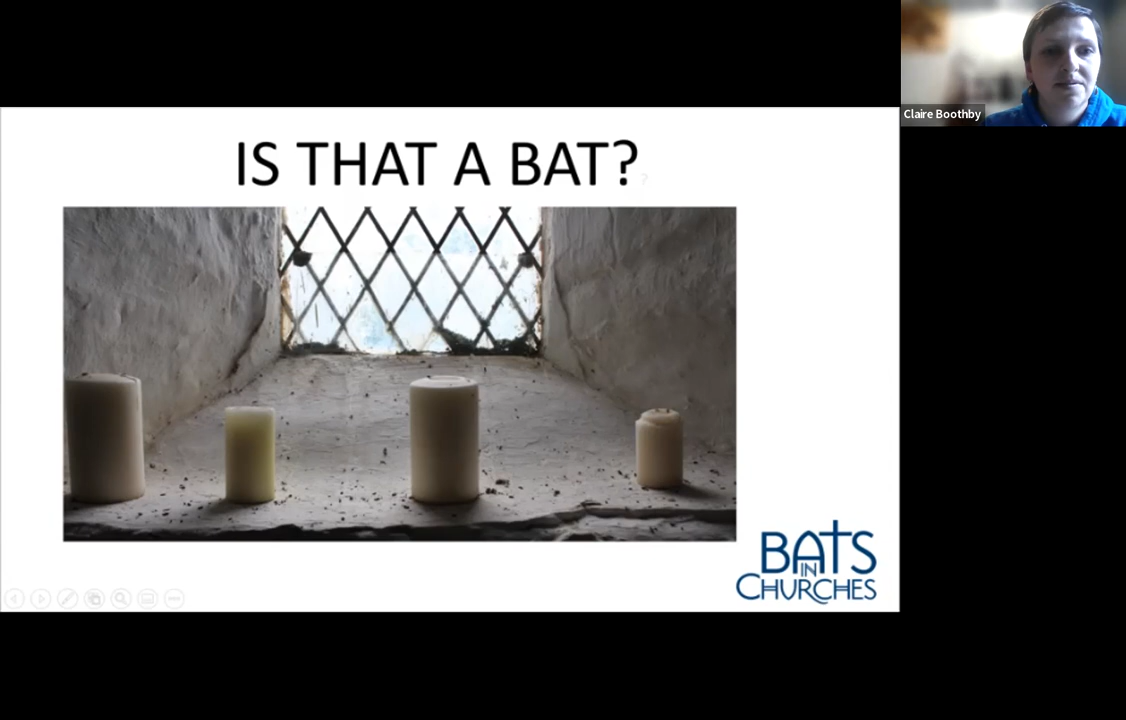 Claire Boothby
IS THAT A BAT?
?
BATS
IN
CHURCHES